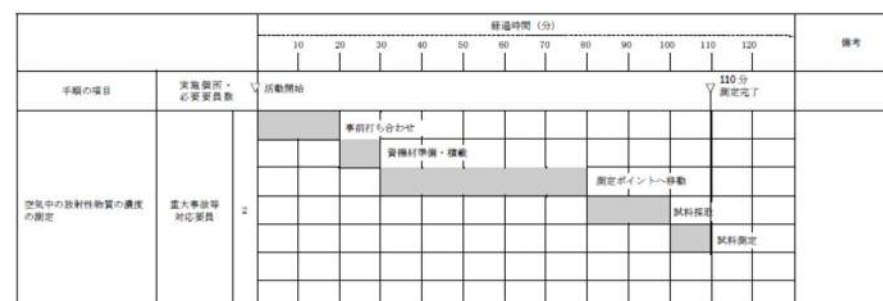 経過時間（分）
10 20 30 40 50 60 70 80 90 100 110 120
備考
手順の項目
実施個所・
必要要員数
▽ 活動開始
▽ 110分
測定完了
事前打ち合わせ
資機材準備・積載
測定ポイントへ移動
空気中の放射性物質の濃度
の測定
重大事故等
対応要員
2
試料採取
試料測定